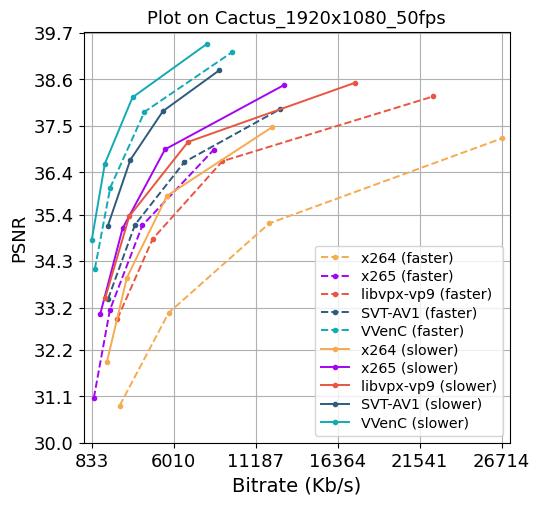 Plot on Cactus_1920x1080_50fps
39.7
38.6
37.5
36.4
35.4
34.3
33.2
32.2
31.1
30.0
PSNR
x264 (faster)
x265 (faster)
libvpx-vp9 (faster)
SVT-AV1 (faster)
VVenC (faster)
x264 (slower)
x265 (slower)
libvpx-vp9 (slower)
SVT-AV1 (slower)
VVenC (slower)
833 6010 11187 16364 21541 26714
Bitrate (Kb/s)